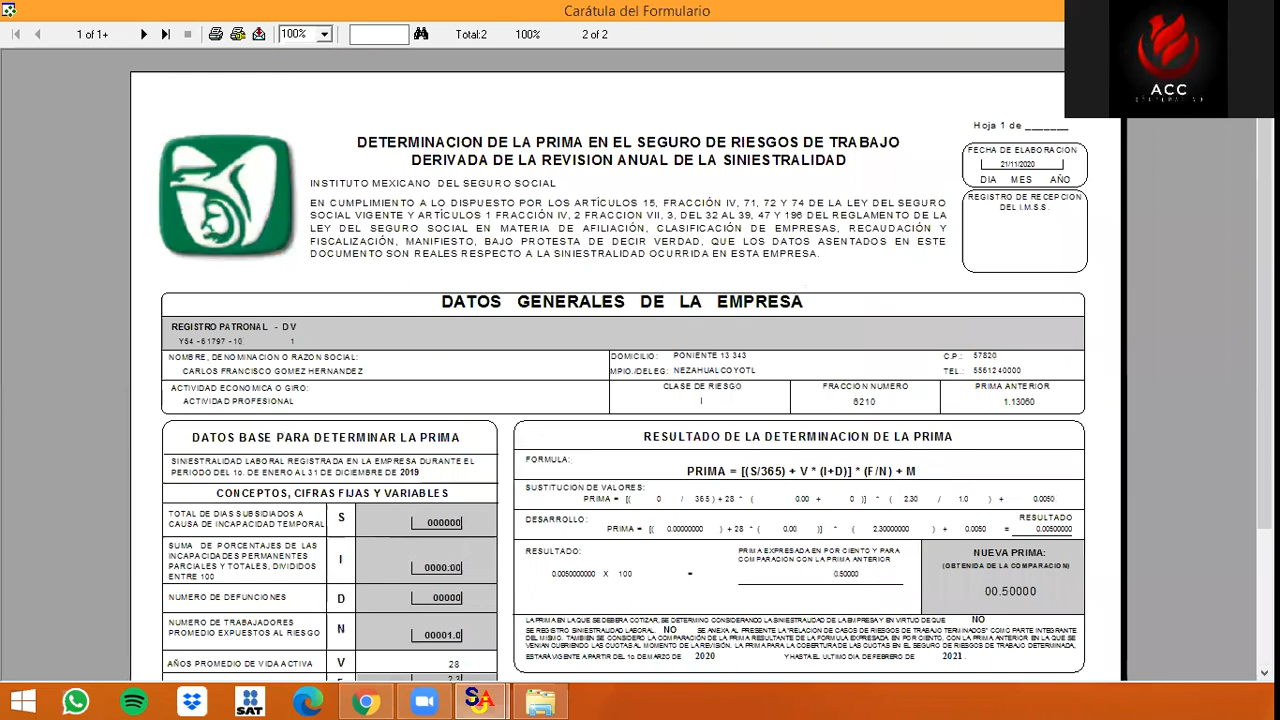 Carátula del Formulario
1 of 1+ 100% Total:2 100% 2 of 2
ACC
Hoja 1 de _______
DETERMINACION DE LA PRIMA EN EL SEGURO DE RIESGOS DE TRABAJO
DERIVADA DE LA REVISION ANUAL DE LA SINIESTRALIDAD
FECHA DE ELABORACION
21/11/2020
DIA MES AÑO
INSTITUTO MEXICANO DEL SEGURO SOCIAL
REGISTRO DE RECEPCION
DEL I.M.S.S.
EN CUMPLIMIENTO A LO DISPUESTO POR LOS ARTÍCULOS 15, FRACCIÓN IV, 71, 72 Y 74 DE LA LEY DEL SEGURO
SOCIAL VIGENTE Y ARTÍCULOS 1 FRACCIÓN IV, 2 FRACCION VII, 3, DEL 32 AL 39, 47 Y 196 DEL REGLAMENTO DE LA
LEY DEL SEGURO SOCIAL EN MATERIA DE AFILIACIÓN, CLASIFICACIÓN DE EMPRESAS, RECAUDACIÓN Y
FISCALIZACIÓN, MANIFIESTO, BAJO PROTESTA DE DECIR VERDAD, QUE LOS DATOS ASENTADOS EN ESTE
DOCUMENTO SON REALES RESPECTO A LA SINIESTRALIDAD OCURRIDA EN ESTA EMPRESA.
DATOS GENERALES DE LA EMPRESA
REGISTRO PATRONAL - DV
Y54 -61797 -10 1
NOMBRE, DENOMINACION O RAZON SOCIAL:
CARLOS FRANCISCO GOMEZ HERNANDEZ
DOMICILIO: PONIENTE 13 343 C.P.: 57820
MPIO./DELEG: NEZAHUALCOYOTL TEL.: 5561240000
ACTIVIDAD ECONOMICA O GIRO:
ACTIVIDAD PROFESIONAL
CLASE DE RIESGO
I
FRACCION NUMERO
6210
PRIMA ANTERIOR
1.13060
DATOS BASE PARA DETERMINAR LA PRIMA
SINIESTRALIDAD LABORAL REGISTRADA EN LA EMPRESA DURANTE EL
PERIODO DEL 1o. DE ENERO AL 31 DE DICIEMBRE DE 2019
CONCEPTOS, CIFRAS FIJAS Y VARIABLES
TOTAL DE DIAS SUBSIDIADOS A
CAUSA DE INCAPACIDAD TEMPORAL S 000000
SUMA DE PORCENTAJES DE LAS
INCAPACIDADES PERMANENTES
PARCIALES Y TOTALES, DIVIDIDOS
ENTRE 100 I 0000.00
NUMERO DE DEFUNCIONES D 00000
NUMERO DE TRABAJADORES
PROMEDIO EXPUESTOS AL RIESGO N 00001.0
AÑOS PROMEDIO DE VIDA ACTIVA V 28
F 2.3
RESULTADO DE LA DETERMINACION DE LA PRIMA
FORMULA:
PRIMA = [(S/365) + V * (I+D)] * (F/N) + M
SUSTITUCION DE VALORES:
PRIMA = [( 0 / 365 ) + 28 * ( 0.00 + 0 )] * ( 2.30 / 1.0 ) + 0.0050
DESARROLLO: RESULTADO
PRIMA = [( 0.00000000 ) + 28 * ( 0.00 )] * ( 2.30000000 ) + 0.0050 = 0.00500000
RESULTADO:
0.0050000000 X 100 =
PRIMA EXPRESADA EN POR CIENTO Y PARA
COMPARACION CON LA PRIMA ANTERIOR
0.50000
NUEVA PRIMA:
(OBTENIDA DE LA COMPARACION)
00.50000
LA PRIMA EN LA QUE SE DEBERA COTIZAR, SE DETERMINO CONSIDERANDO LA SINIESTRALIDAD DE LA EMPRESA Y EN VIRTUD DE QUE NO
SE REGISTRO SINIESTRALIDAD LABORAL. NO SE ANEXA AL PRESENTE LA "RELACION DE CASOS DE RIESGOS DE TRABAJO TERMINADOS" COMO PARTE INTEGRANTE
DEL MISMO. TAMBIEN SE CONSIDERO LA COMPARACION DE LA PRIMA RESULTANTE DE LA FORMULA EXPRESADA EN POR CIENTO, CON LA PRIMA ANTERIOR EN LA QUE SE
VENIAN CUBRIENDO LAS CUOTAS AL MOMENTO DE LA REVISION. LA PRIMA PARA LA COBERTURA DE LAS CUOTAS EN EL SEGURO DE RIESGOS DE TRABAJO DETERMINADA,
ESTARA VIGENTE A PARTIR DEL 1o. DE MARZO DE 2020 Y HASTA EL ULTIMO DIA DE FEBRERO DE 2021 .
SAT